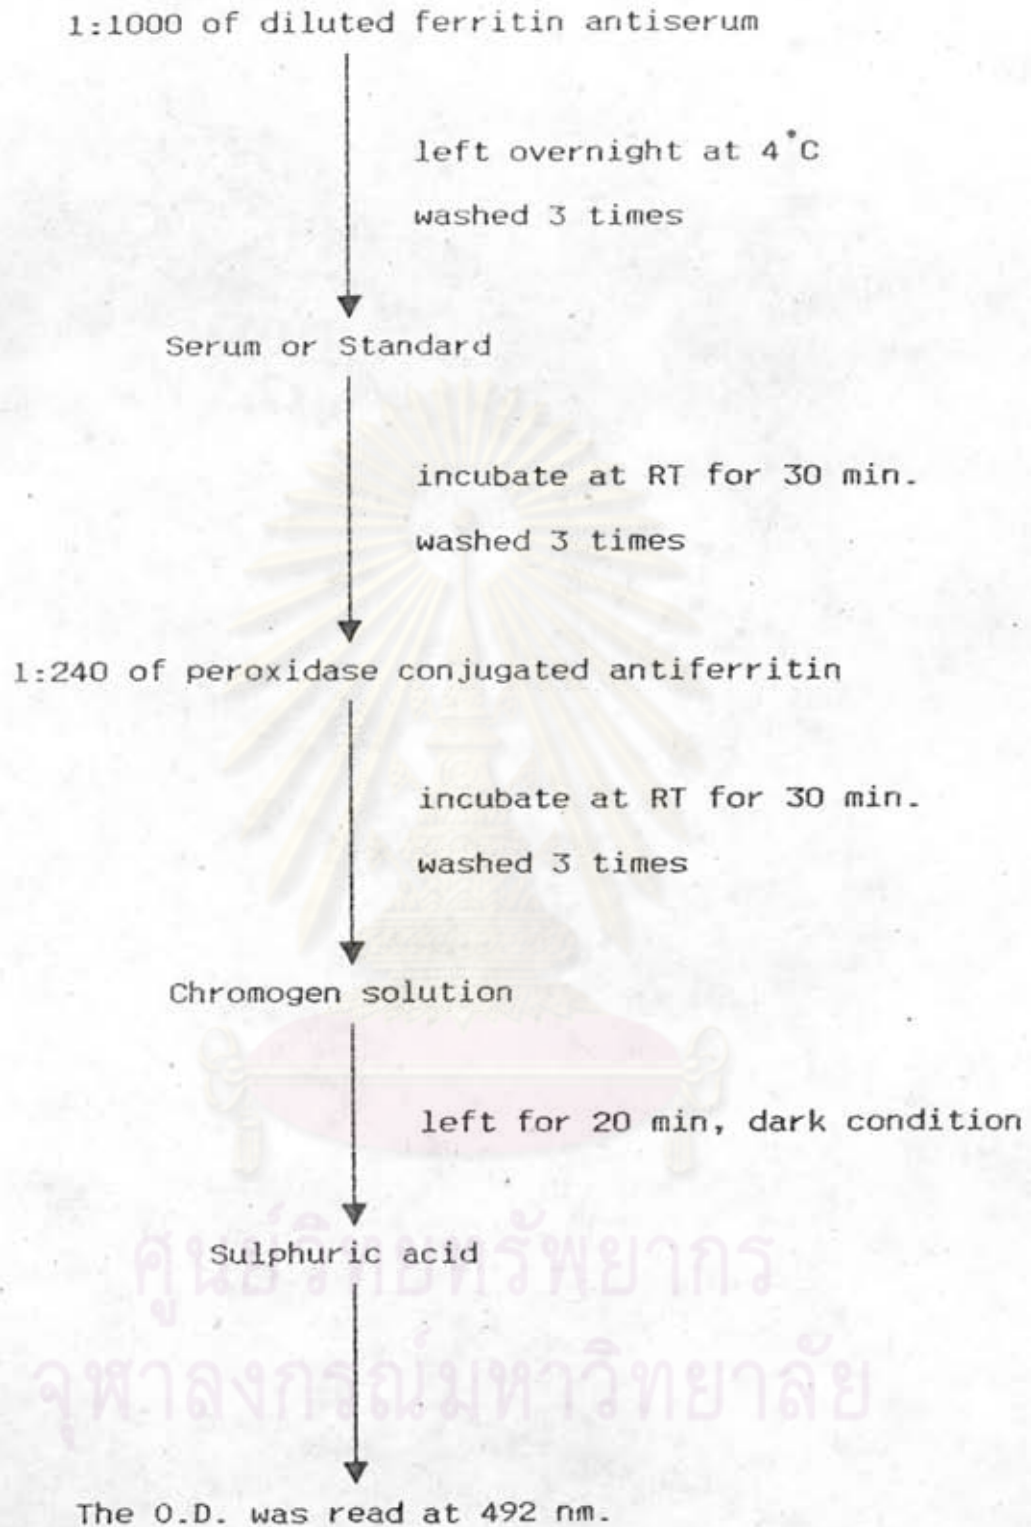 1:1000 of diluted ferritin antiserum
left overnight at 4°C
washed 3 times
Serum or Standard
incubate at RT for 30 min.
washed 3 times
1:240 of peroxidase conjugated antiferritin
incubate at RT for 30 min.
washed 3 times
Chromogen solution
left for 20 min, dark condition
Sulphuric acid
ศูนย์วิทยทรัพยากร
จุฬาลงกรณ์มหาวิทยาลัย
The O.D. was read at 492 nm.